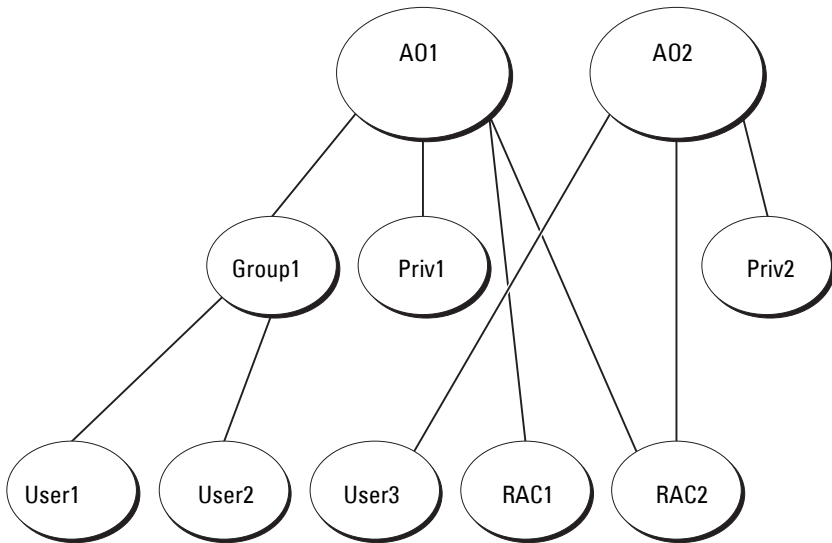 AO1
AO2
Group1
Priv1
Priv2
User1
User2
User3
RAC1
RAC2